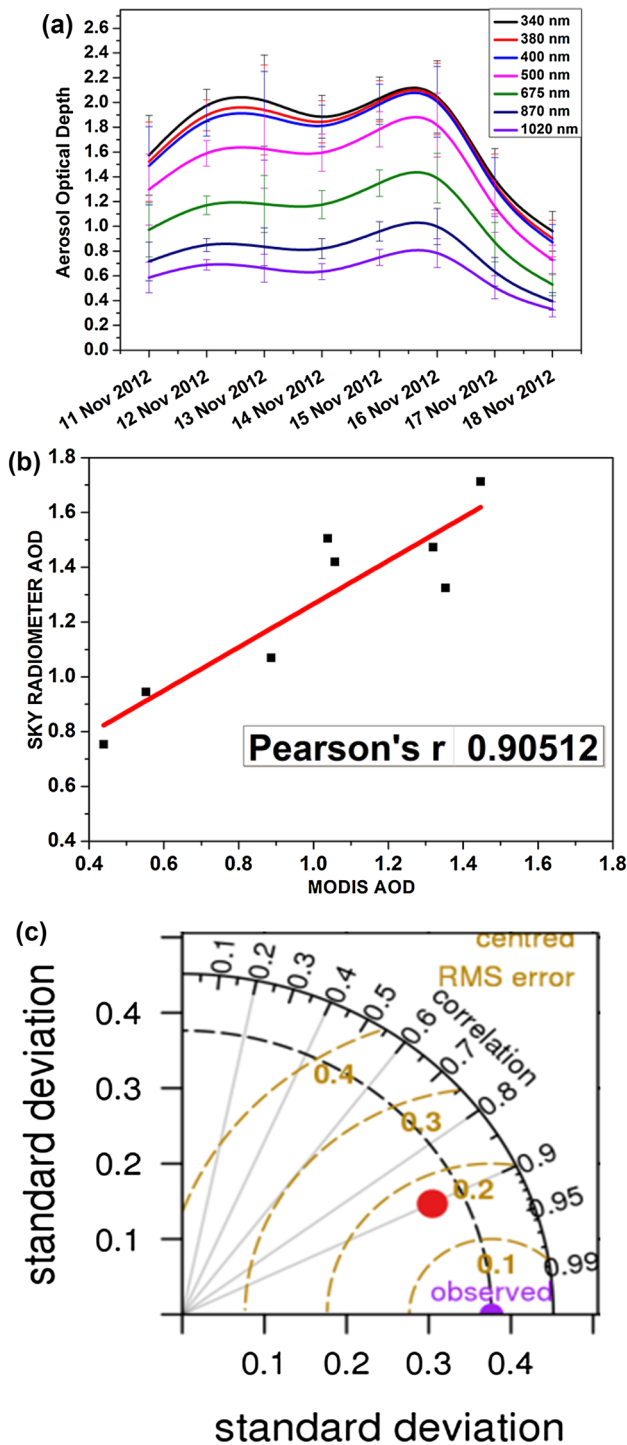 (a)
2.6
2.4
2.2
2.0
1.8
1.6
1.4
1.2
1.0
0.8
0.6
0.4
0.2
0.0
Aerosol Optical Depth
340 nm
380 nm
400 nm
500 nm
675 nm
870 nm
1020 nm
11 Nov 2012
12 Nov 2012
13 Nov 2012
14 Nov 2012
15 Nov 2012
16 Nov 2012
17 Nov 2012
18 Nov 2012
(b)
1.8
1.6
1.4
1.2
1.0
0.8
0.6
0.4
SKY RADIOMETER AOD
Pearson's r 0.90512
0.4 0.6 0.8 1.0 1.2 1.4 1.6 1.8
MODIS AOD
(c)
centred
RMS error
correlation
0.1
0.2
0.3
0.4
0.5
0.6
0.7
0.8
0.9
0.95
0.99
0.4
0.3
0.2
0.1
observed
standard deviation
0.4
0.3
0.2
0.1
0.1 0.2 0.3 0.4
standard deviation